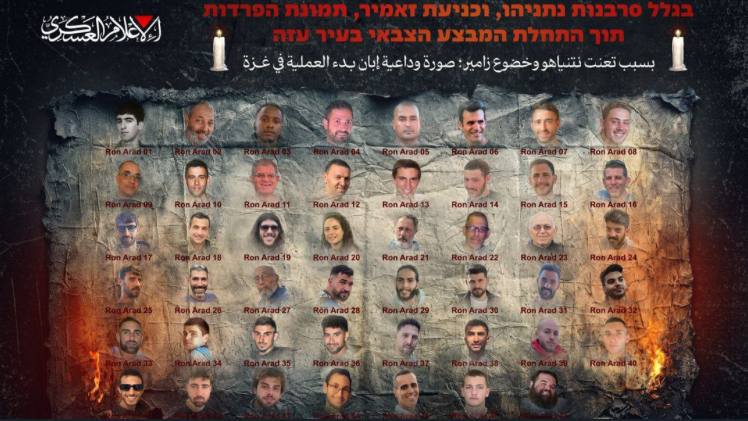 בגלל סרבנות נתניהו, וכניעת זאמיר, תמונת הפרדות
תוך התחלת המבצע הצבאי בעיר עזה
الإعلام العسكري
بسبب تعنت نتنياهو وخضوع زامير: صورة وداعية إبان بدء العملية في غزة
Ron Arad 01 Ron Arad 02 Ron Arad 03 Ron Arad 04 Ron Arad 05 Ron Arad 06 Ron Arad 07 Ron Arad 08
Ron Arad 09 Ron Arad 10 Ron Arad 11 Ron Arad 12 Ron Arad 13 Ron Arad 14 Ron Arad 15 Ron Arad 16
Ron Arad 17 Ron Arad 18 Ron Arad 19 Ron Arad 20 Ron Arad 21 Ron Arad 22 Ron Arad 23 Ron Arad 24
Ron Arad 25 Ron Arad 26 Ron Arad 27 Ron Arad 28 Ron Arad 29 Ron Arad 30 Ron Arad 31 Ron Arad 32
Ron Arad 33 Ron Arad 34 Ron Arad 35 Ron Arad 36 Ron Arad 37 Ron Arad 38 Ron Arad 39 Ron Arad 40